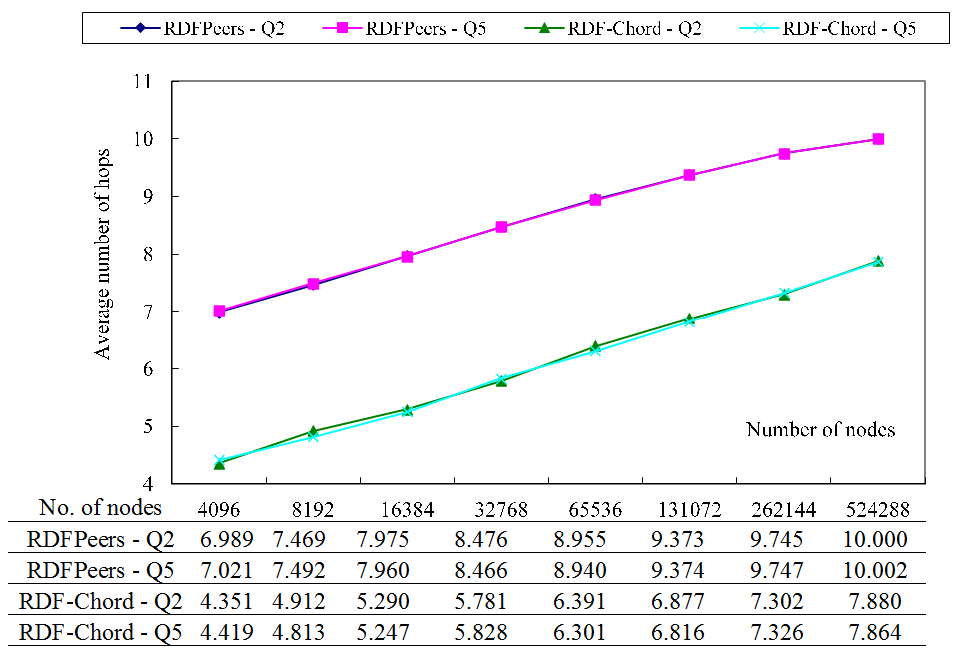 RDFPeers - Q2 RDFPeers - Q5 RDF-Chord - Q2 RDF-Chord - Q5
11
10
9
8
7
6
5
4
Average number of hops
Number of nodes
No. of nodes 4096 8192 16384 32768 65536 131072 262144 524288
RDFPeers - Q2 6.989 7.469 7.975 8.476 8.955 9.373 9.745 10.000
RDFPeers - Q5 7.021 7.492 7.960 8.466 8.940 9.374 9.747 10.002
RDF-Chord - Q2 4.351 4.912 5.290 5.781 6.391 6.877 7.302 7.880
RDF-Chord - Q5 4.419 4.813 5.247 5.828 6.301 6.816 7.326 7.864